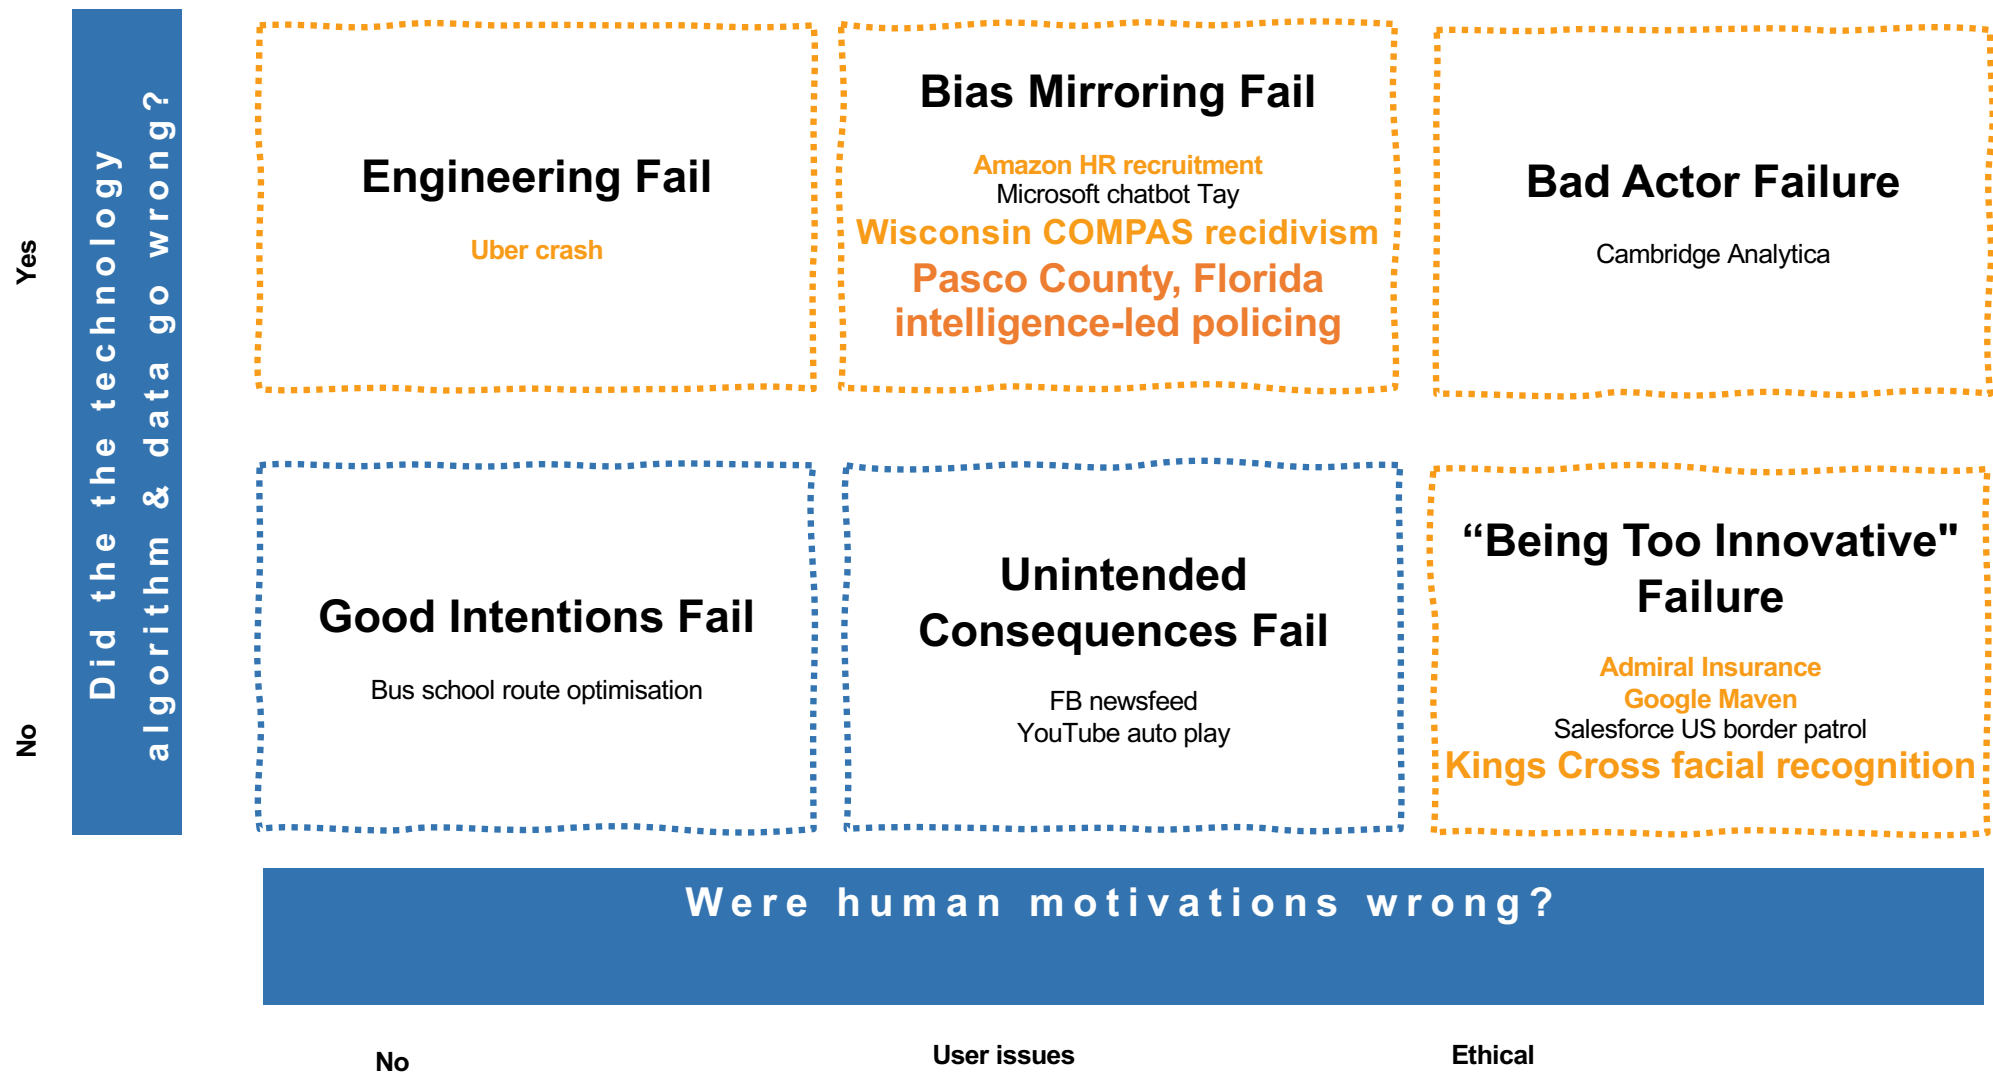 Yes
No
Did the the technology
algorithm & data go wrong?
Engineering Fail
Uber crash
Bias Mirroring Fail
Amazon HR recruitment
Microsoft chatbot Tay
Wisconsin COMPAS recidivism
Pasco County, Florida
intelligence-led policing
Bad Actor Failure
Cambridge Analytica
Good Intentions Fail
Bus school route optimisation
Unintended
Consequences Fail
FB newsfeed
YouTube auto play
“Being Too Innovative"
Failure
Admiral Insurance
Google Maven
Salesforce US border patrol
Kings Cross facial recognition
Were human motivations wrong?
No
User issues
Ethical